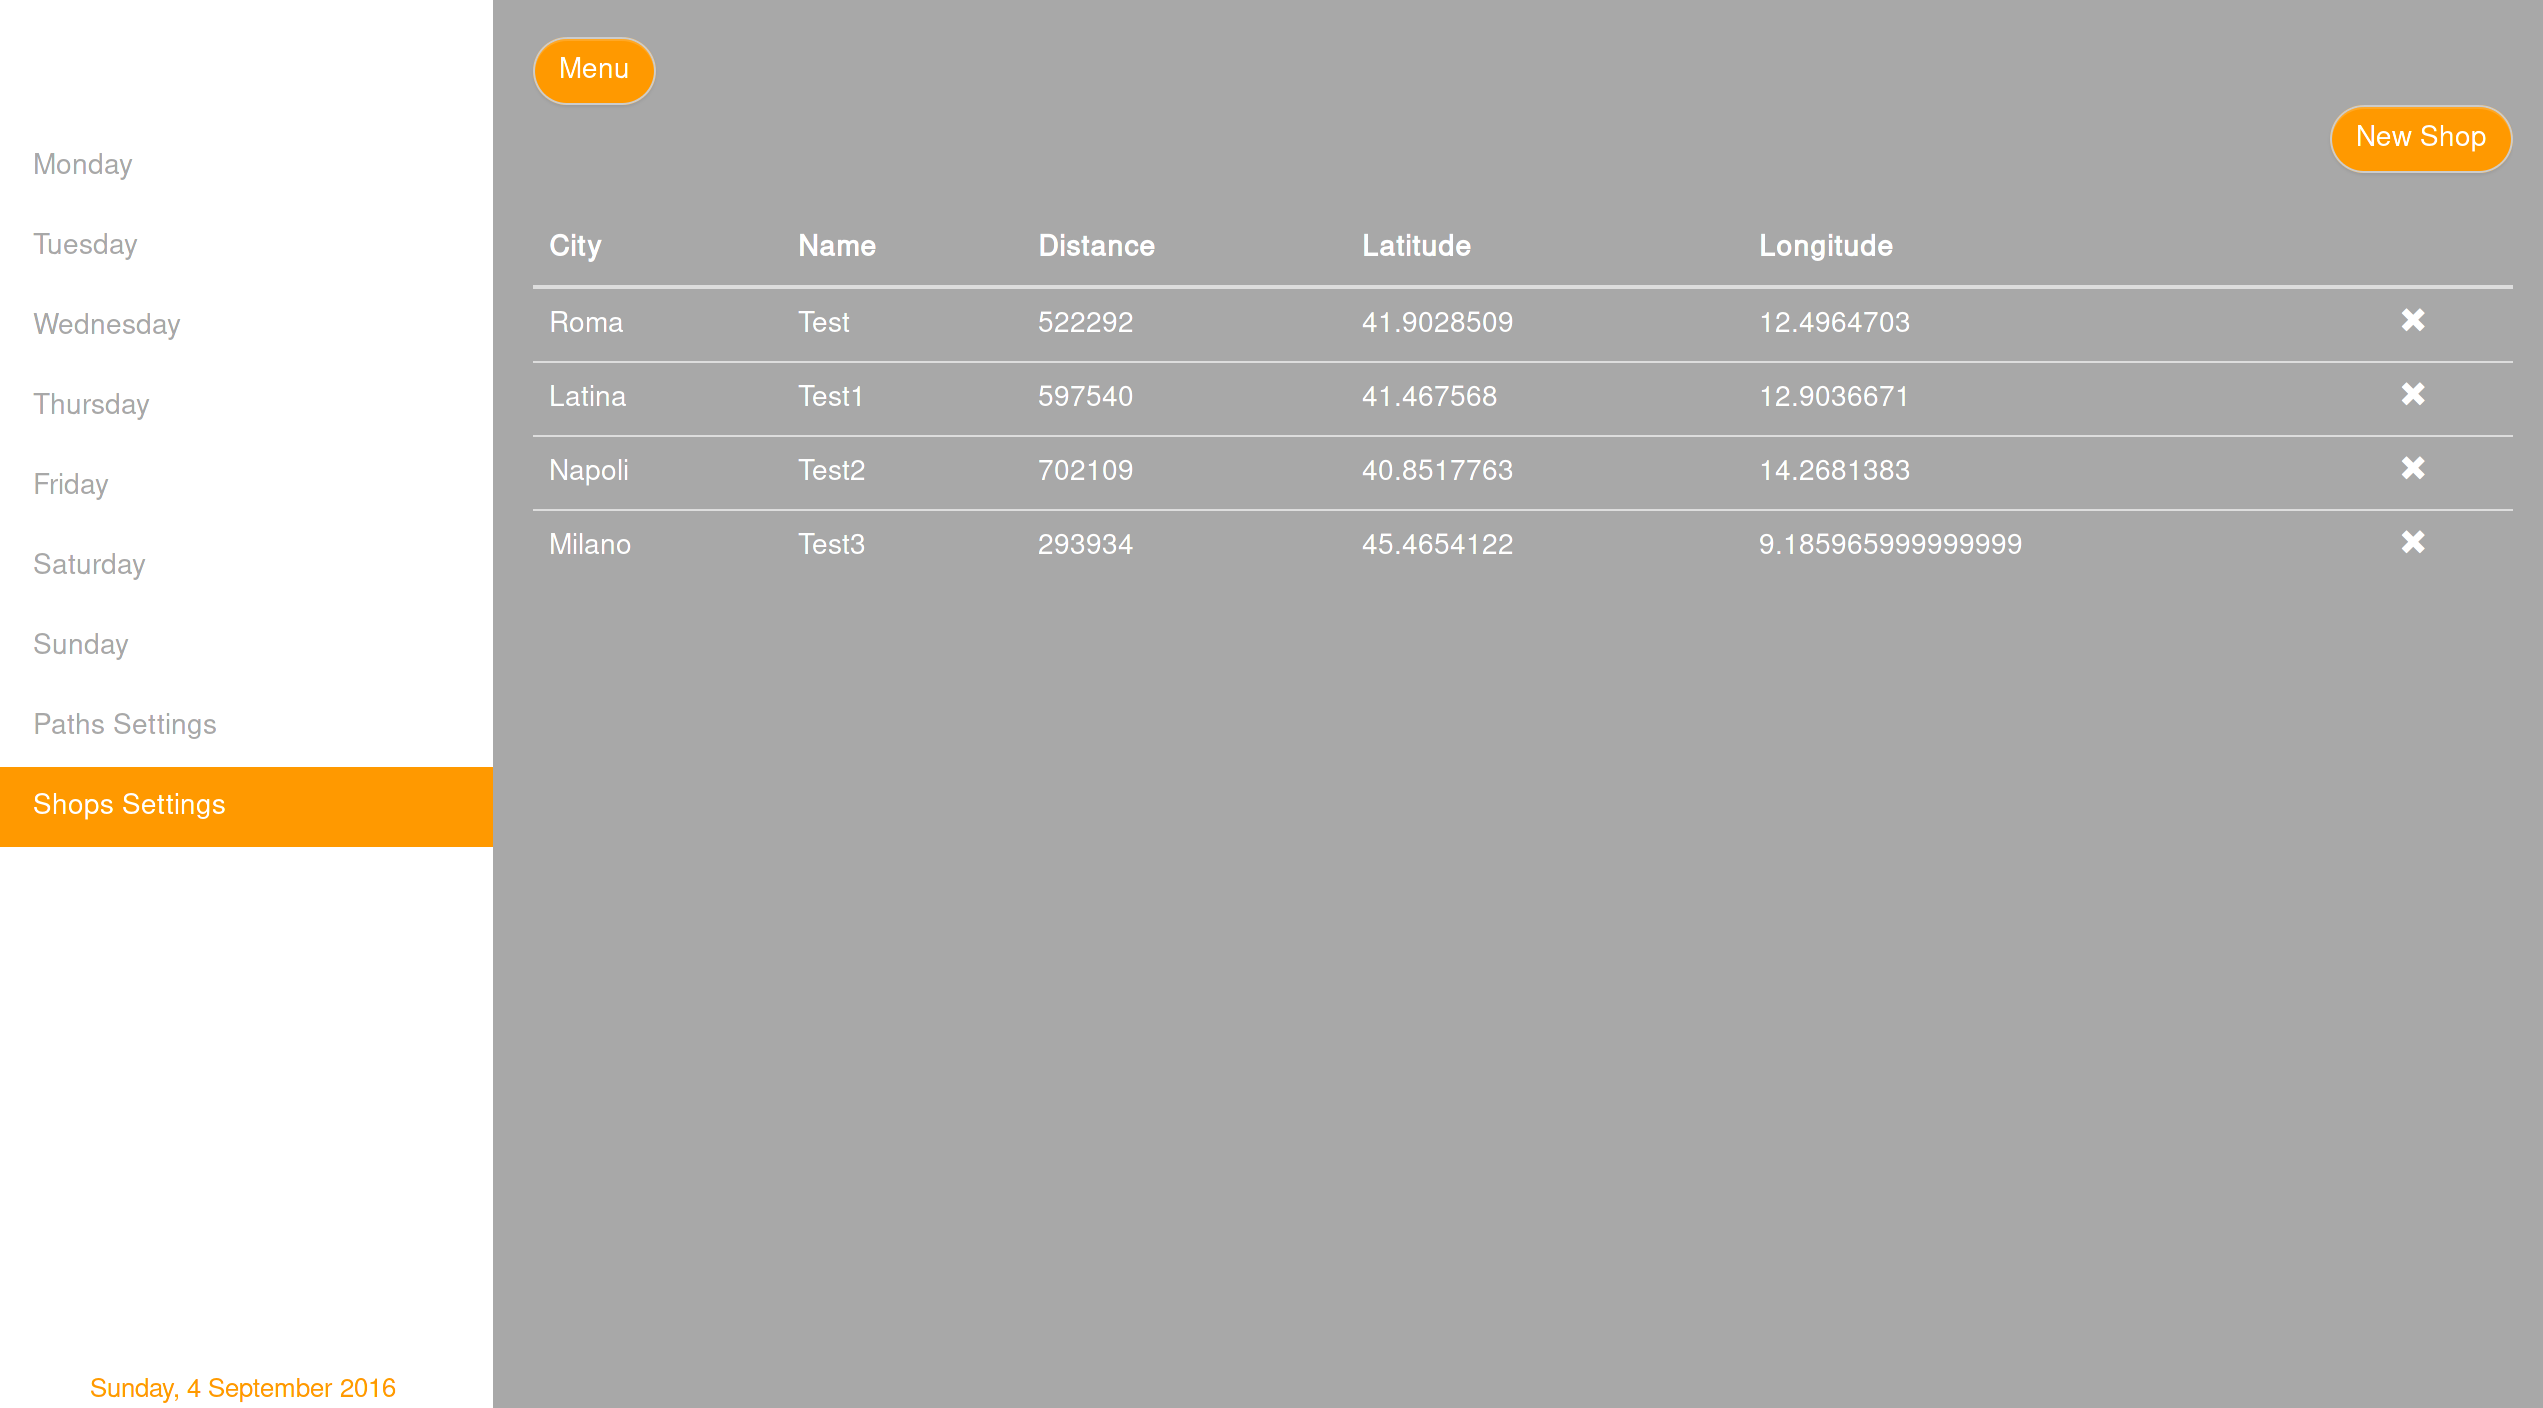 Menu
New Shop
Monday
Tuesday
Wednesday
Thursday
Friday
Saturday
Sunday
Paths Settings
Shops Settings
City Name Distance Latitude Longitude
Roma Test 522292 41.9028509 12.4964703 ✖
Latina Test1 597540 41.467568 12.9036671 ✖
Napoli Test2 702109 40.8517763 14.2681383 ✖
Milano Test3 293934 45.4654122 9.185965999999999 ✖
Sunday, 4 September 2016